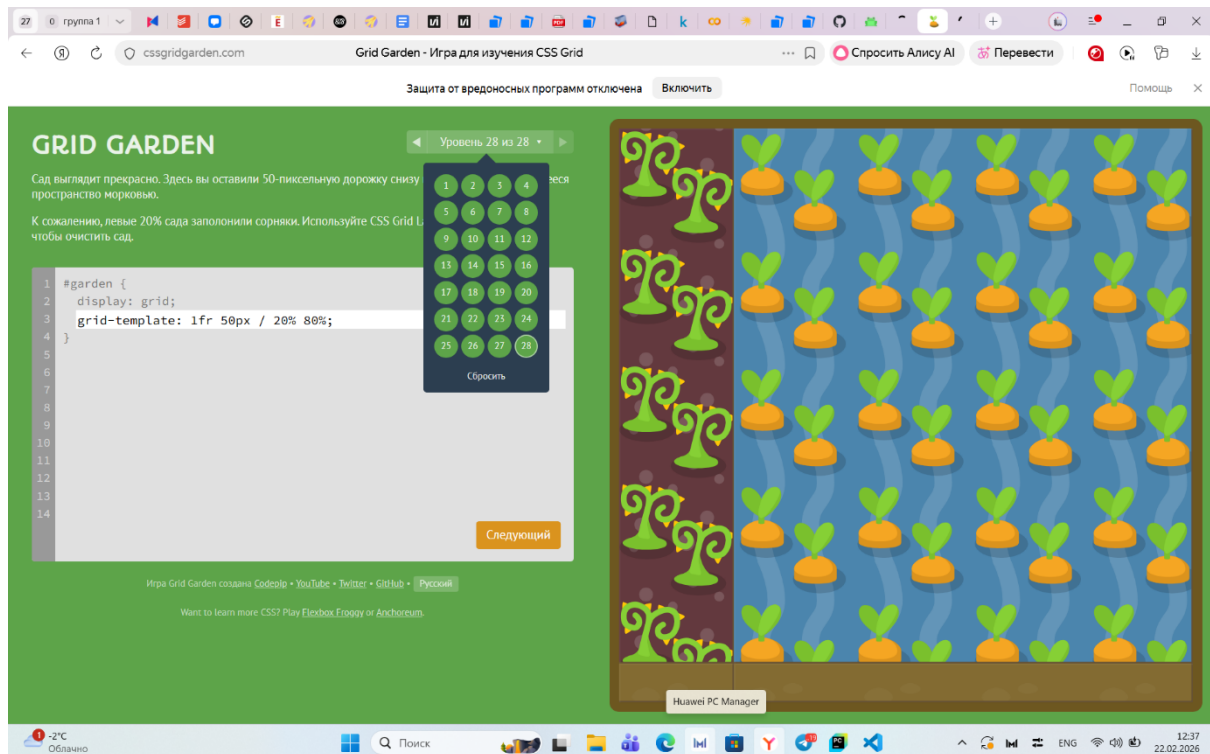 27
0 группа 1
cssgridgarden.com
Grid Garden - Игра для изучения CSS Grid
Спросить Алису AI
Перевести
Защита от вредоносных программ отключена
Включить
Помощь
GRID GARDEN
Уровень 28 из 28
Сад выглядит прекрасно. Здесь вы оставили 50-пиксельную дорожку снизу
пространство морковью.
К сожалению, левые 20% сада заполонили сорняки. Используйте CSS Grid
чтобы очистить сад.
1 2 3 4
5 6 7 8
9 10 11 12
13 14 15 16
17 18 19 20
21 22 23 24
25 26 27 28
Сбросить
1 #garden {
2 display: grid;
3 grid-template: 1fr 50px / 20% 80%;
4 }
5
6
7
8
9
10
11
12
13
14
Следующий
Игра Grid Garden создана Codepip • YouTube • Twitter • GitHub • Русский
Want to learn more CSS? Play Flexbox Froggy or Anchoreum.
Huawei PC Manager
1
-2°C
Облачно
Поиск
ENG
12:37
22.02.2026